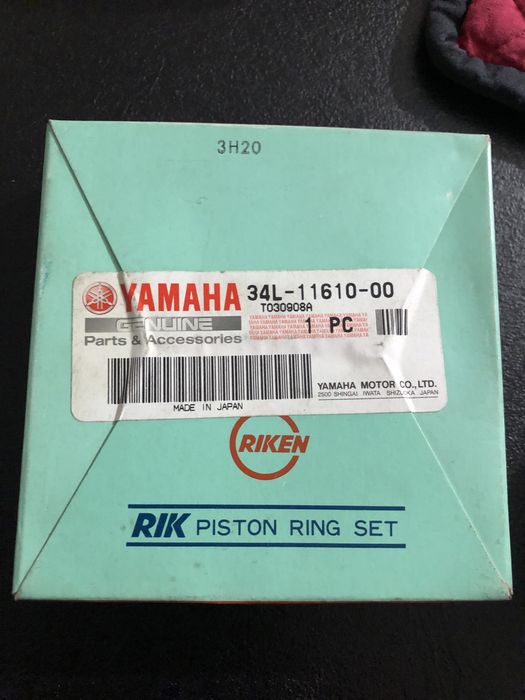 3H20
YAMAHA 34L-11610-00
T030908A
GENUINE
1 PC
Parts & Accessories
YAMAHA MOTOR CO., LTD.
2500 SHINGAI IWATA SHIZUOKA JAPAN
MADE IN JAPAN
RIKEN
RIK PISTON RING SET